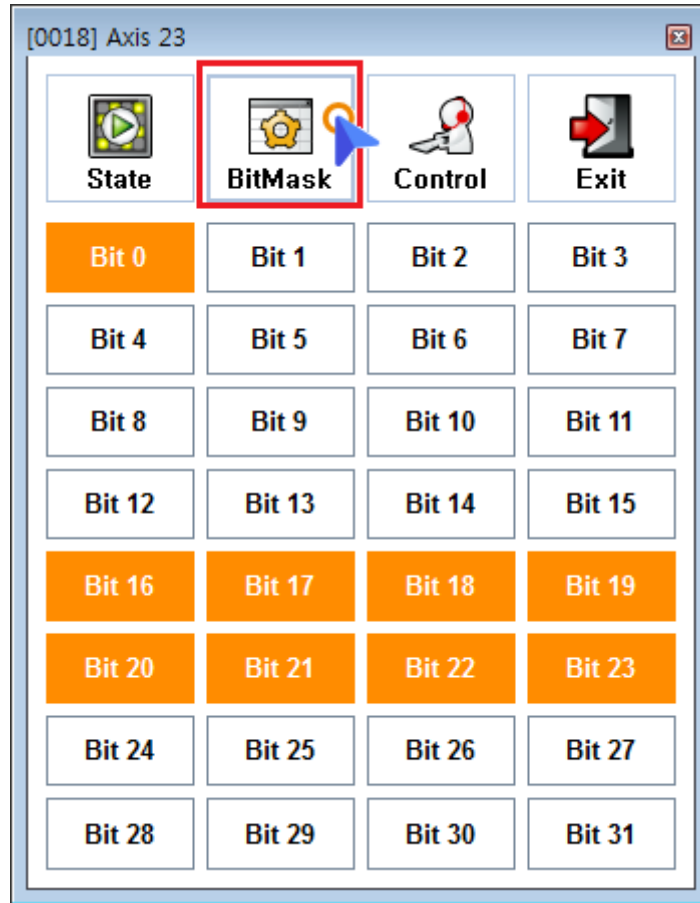 [0018] Axis 23
State BitMask Control Exit
Bit 0 Bit 1 Bit 2 Bit 3
Bit 4 Bit 5 Bit 6 Bit 7
Bit 8 Bit 9 Bit 10 Bit 11
Bit 12 Bit 13 Bit 14 Bit 15
Bit 16 Bit 17 Bit 18 Bit 19
Bit 20 Bit 21 Bit 22 Bit 23
Bit 24 Bit 25 Bit 26 Bit 27
Bit 28 Bit 29 Bit 30 Bit 31